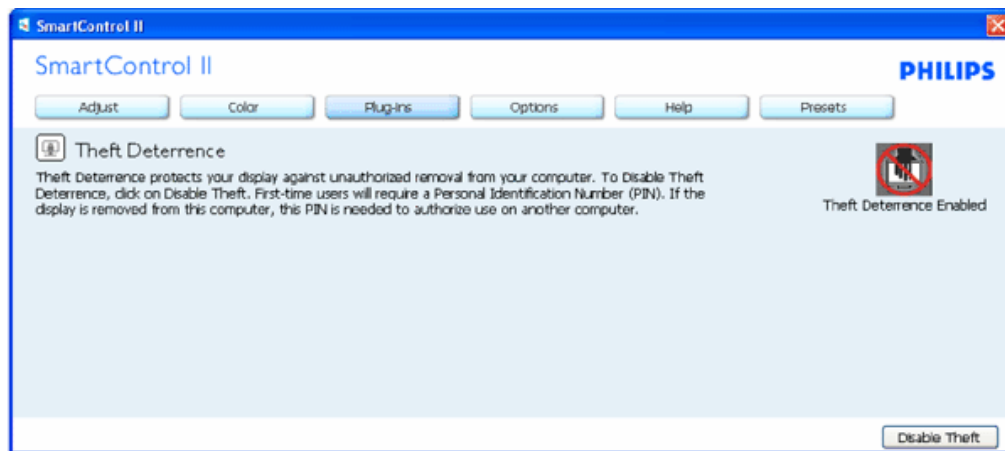 SmartControl II
SmartControl II
PHILIPS
Adjust Color Plug-Ins Options Help Presets
Theft Deterrence
Theft Deterrence protects your display against unauthorized removal from your computer. To Disable Theft
Deterrence, click on Disable Theft. First-time users will require a Personal Identification Number (PIN). If the
display is removed from this computer, this PIN is needed to authorize use on another computer.
Theft Deterrence Enabled
Disable Theft